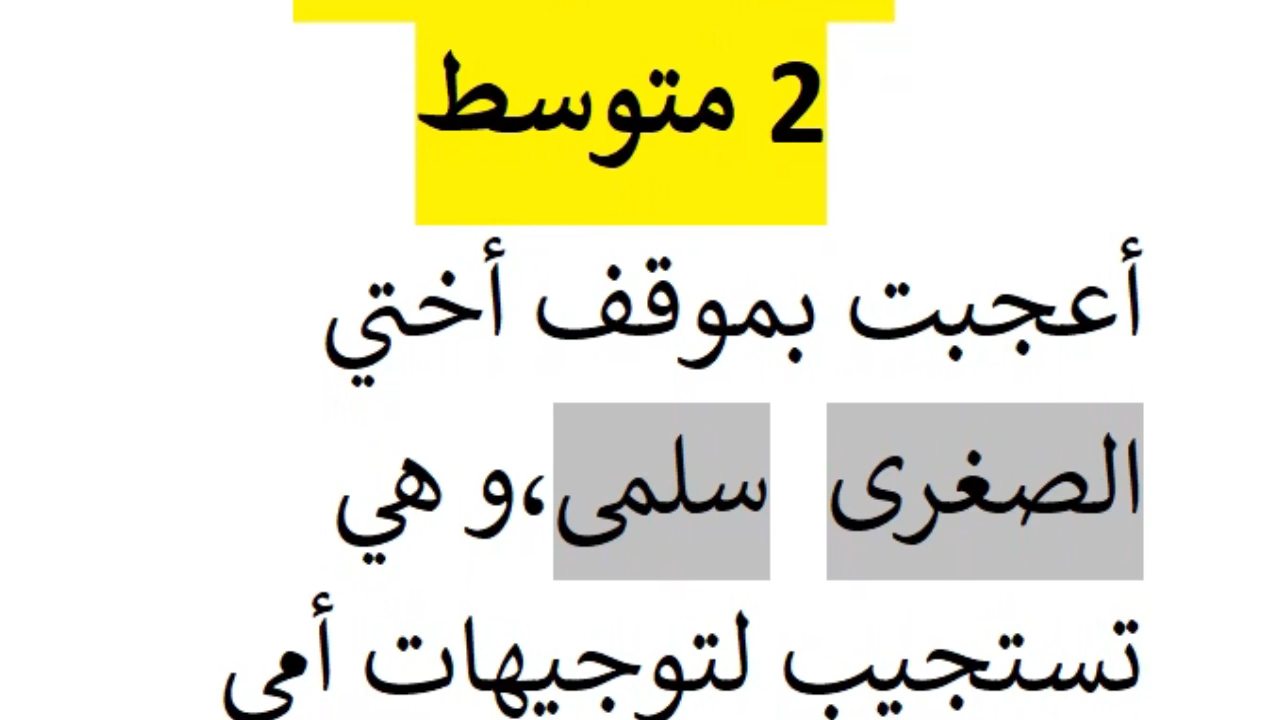 2 متوسط
أعجبت بموقف أختي
الصغرى سلمى،و هي
تستجيب لتوجيهات أمي